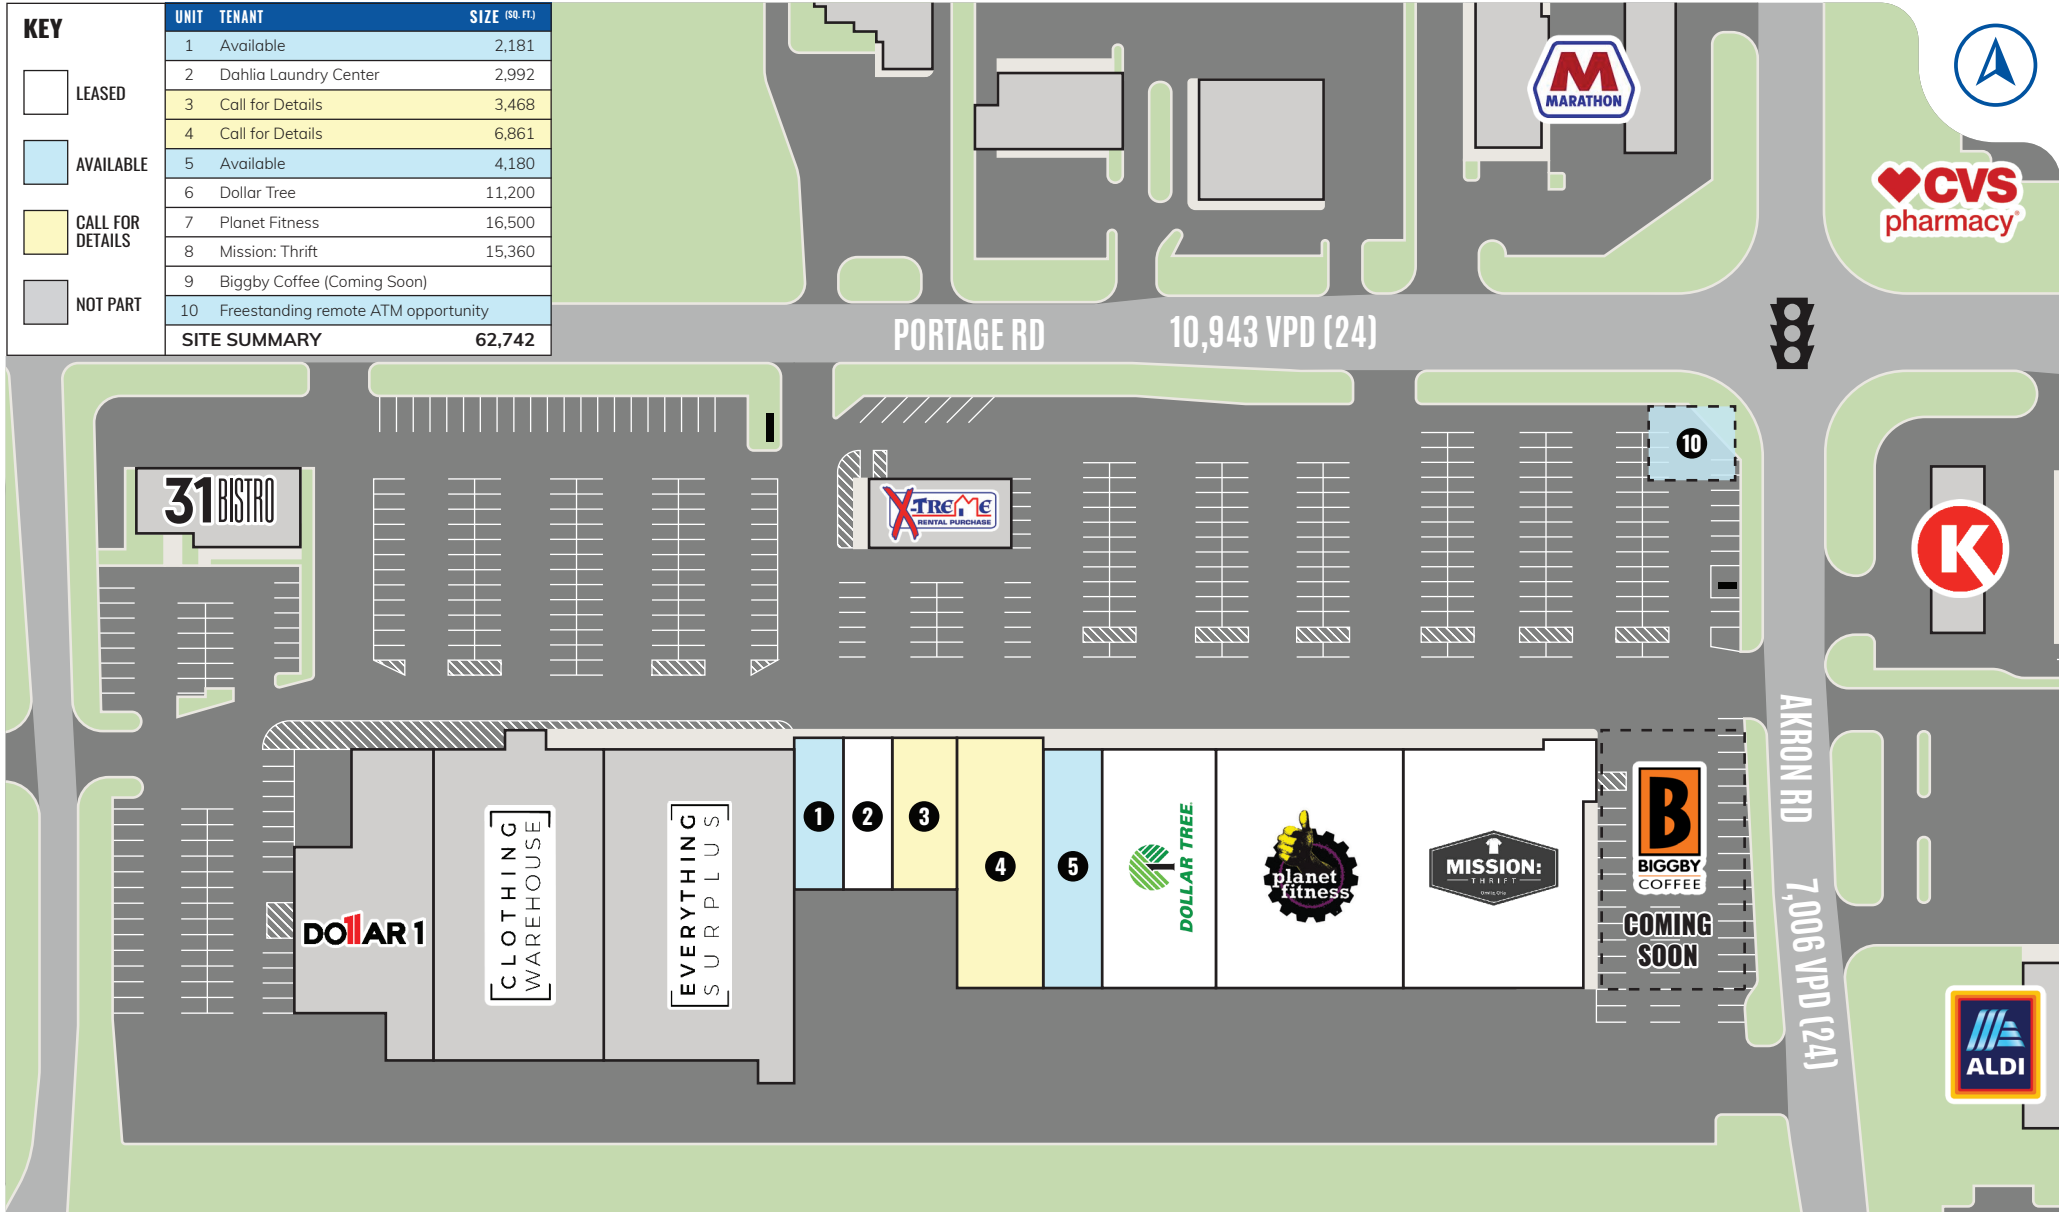 KEY
LEASED
AVAILABLE
CALL FOR
DETAILS
NOT PART
UNIT TENANT SIZE (SQ. FT.)
1 Available 2,181
2 Dahlia Laundry Center 2,992
3 Call for Details 3,468
4 Call for Details 6,861
5 Available 4,180
6 Dollar Tree 11,200
7 Planet Fitness 16,500
8 Mission: Thrift 15,360
9 Biggby Coffee (Coming Soon)
10 Freestanding remote ATM opportunity
SITE SUMMARY 62,742
M
MARATHON
CVS
pharmacy
PORTAGE RD 10,943 VPD (24)
10
31 BISTRO
X-TREME
RENTAL PURCHASE
K
AKRON RD 7,006 VPD (24)
DOLLAR 1
CLOTHING
WAREHOUSE
EVERYTHING
SURPLUS
1
2
3
4
5
DOLLAR TREE
planet
fitness
MISSION:
THRIFT
B
BIGGBY
COFFEE
COMING
SOON
ALDI